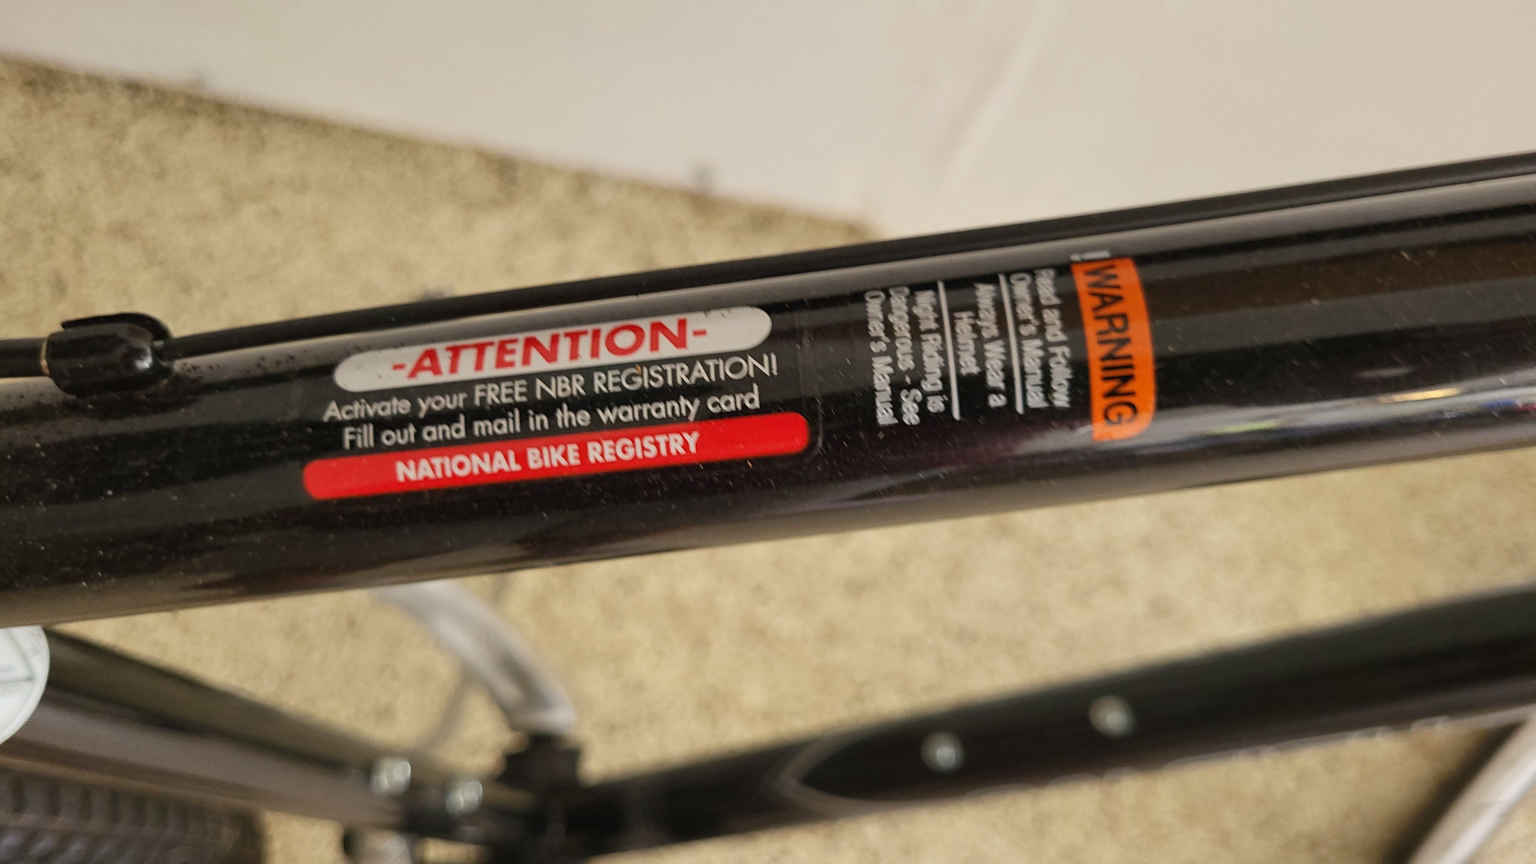 -ATTENTION-
Activate your FREE NBR REGISTRATION!
Fill out and mail in the warranty card
NATIONAL BIKE REGISTRY
WARNING
Read and Follow
Owner's Manual
Always Wear a
Helmet
Night Riding is
Dangerous - See
Owner's Manual